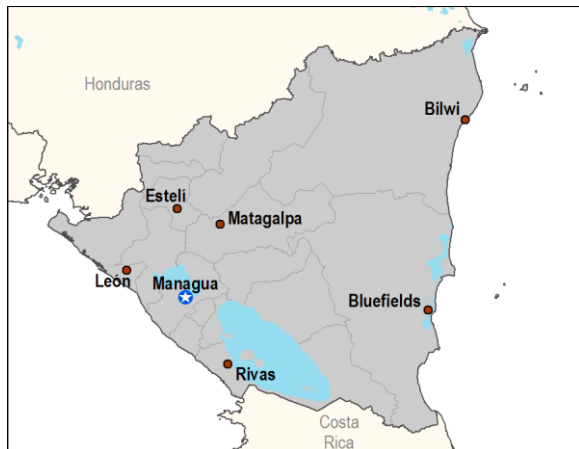 Honduras
Bilwi
Estelí
Matagalpa
León
Managua
Bluefields
Rivas
Costa
Rica